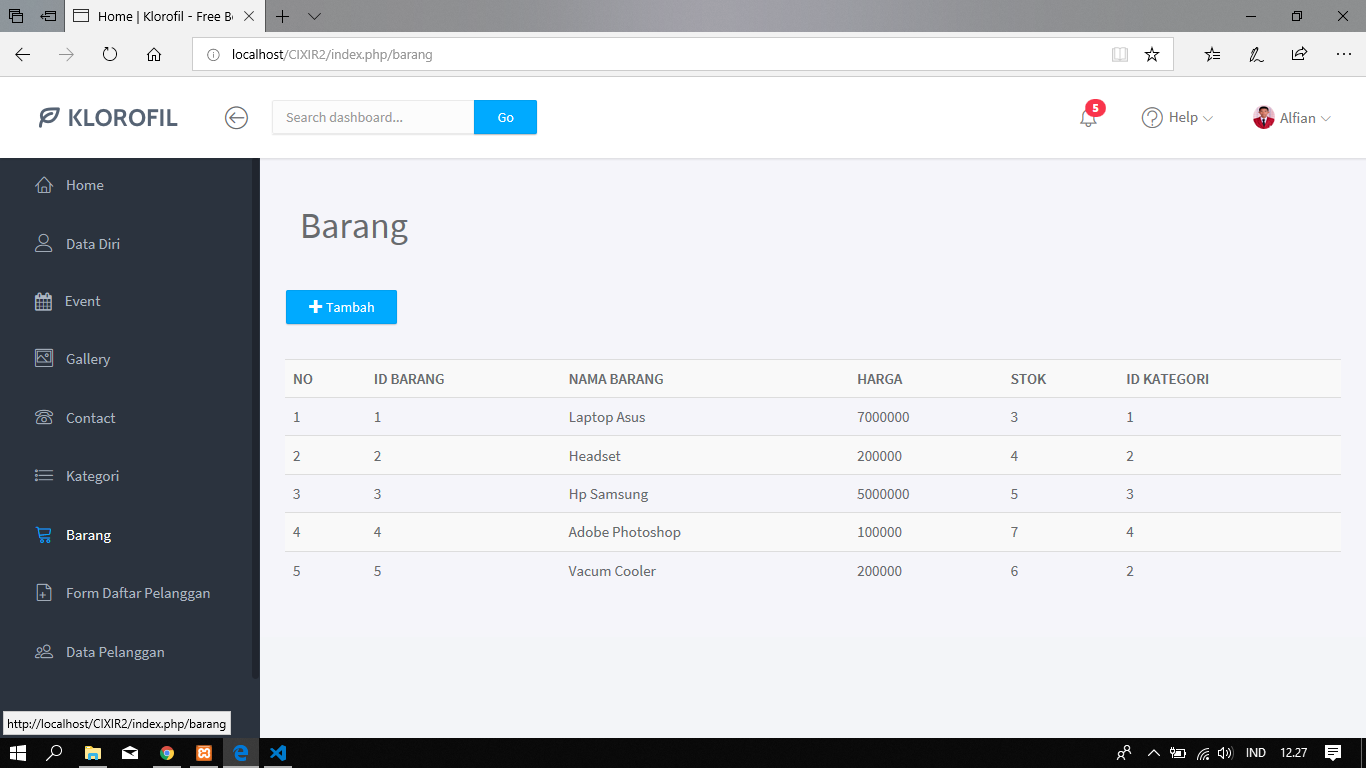 Home | Klorofil - Free B
localhost/CIXIR2/index.php/barang
KLOROFIL
Search dashboard...
Go
5
Help
Alfian
Home
Data Diri
Event
Gallery
Contact
Kategori
Barang
Form Daftar Pelanggan
Data Pelanggan
Barang
Tambah
NO ID BARANG NAMA BARANG HARGA STOK ID KATEGORI
1 1 Laptop Asus 7000000 3 1
2 2 Headset 200000 4 2
3 3 Hp Samsung 5000000 5 3
4 4 Adobe Photoshop 100000 7 4
5 5 Vacum Cooler 200000 6 2
http://localhost/CIXIR2/index.php/barang
IND 12.27